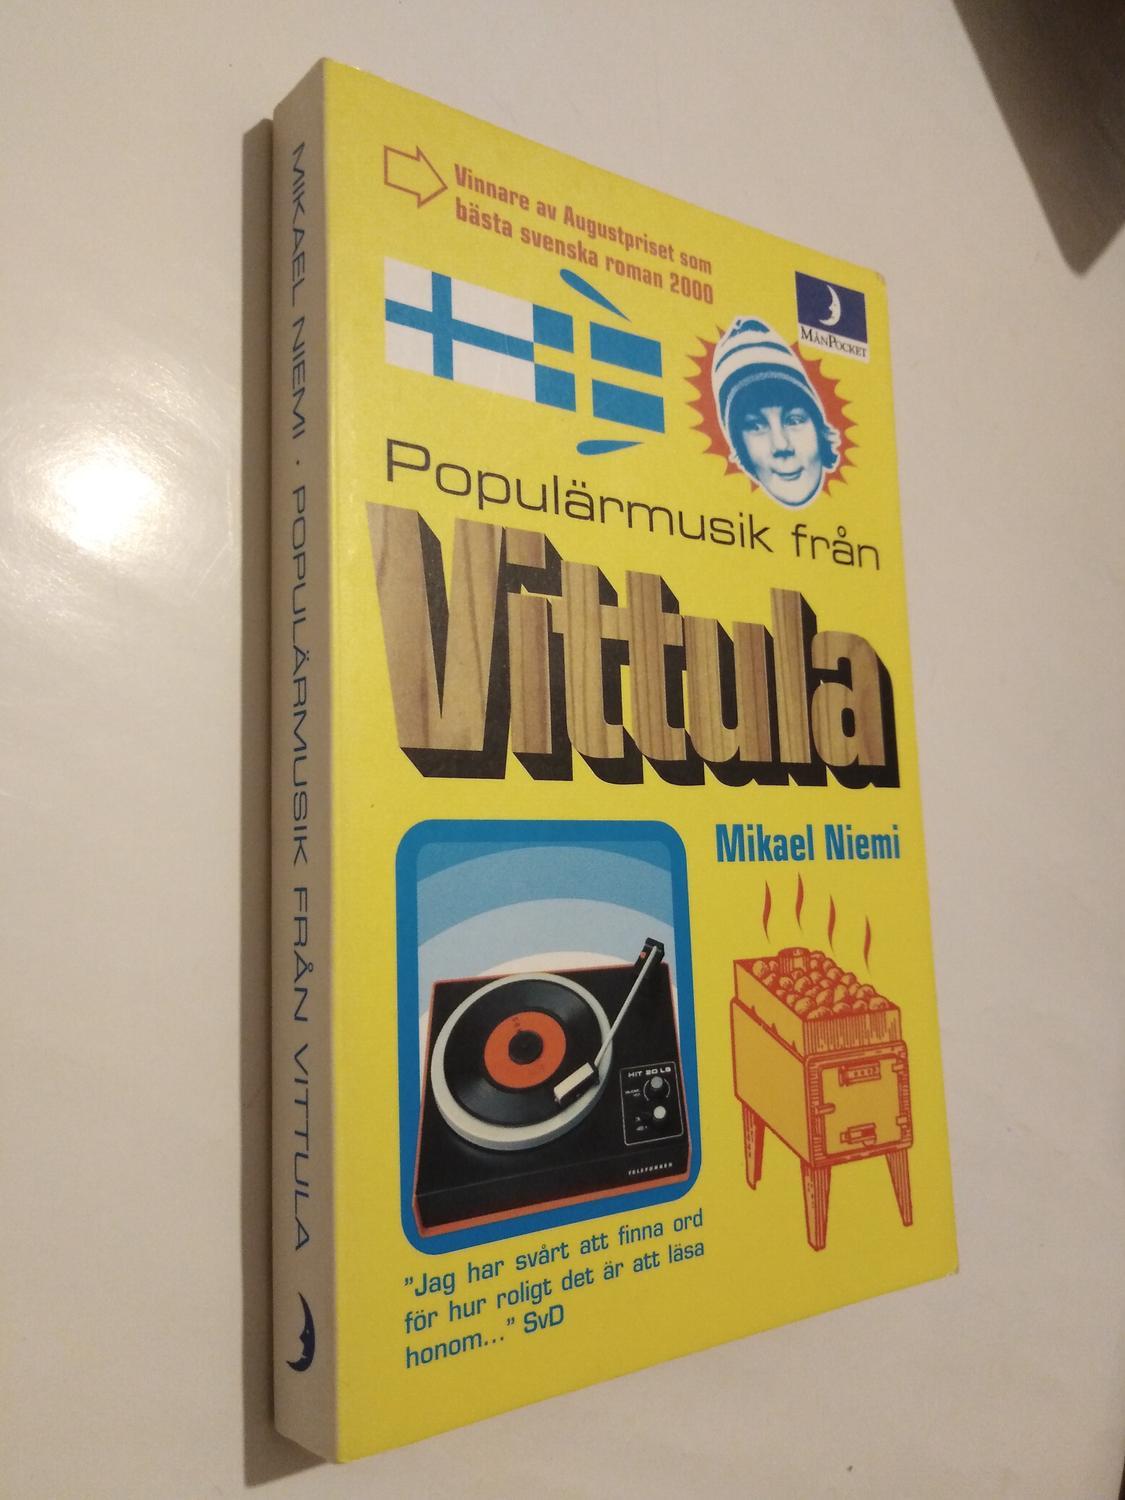 MIKAEL NIEMI · POPULÄRMUSIK FRÅN VITTULA
Vinnare av Augustpriset som
bästa svenska roman 2000
MÅNPOCKET
Populärmusik från
Vittula
Mikael Niemi
HIT 20 LS
TELEFUNKEN
"Jag har svårt att finna ord
för hur roligt det är att läsa
honom..." SvD